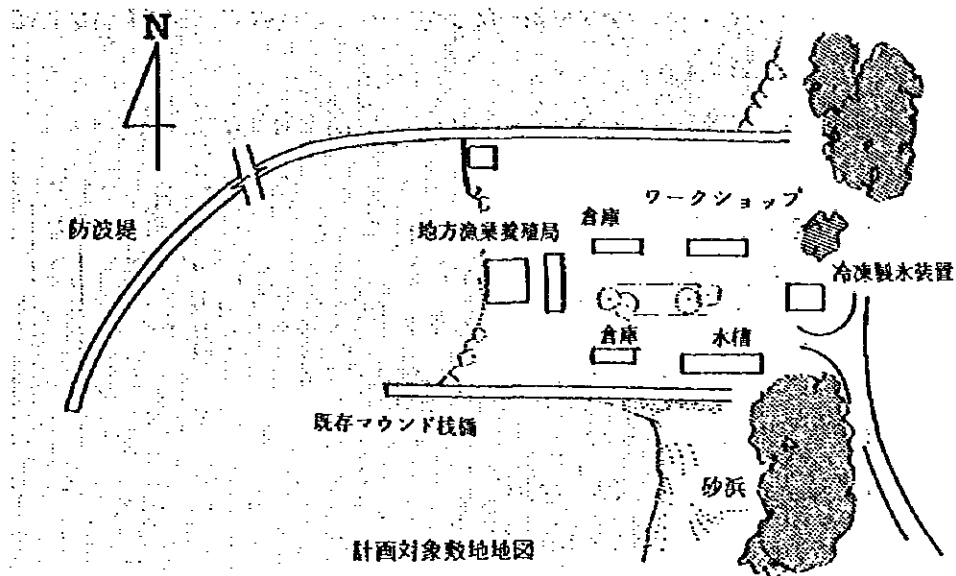 N
防波堤
ワークショップ
倉庫
地方漁業養殖局
冷凍製氷装置
倉庫
水槽
既存マウンド桟橋
砂浜
計画対象敷地地図